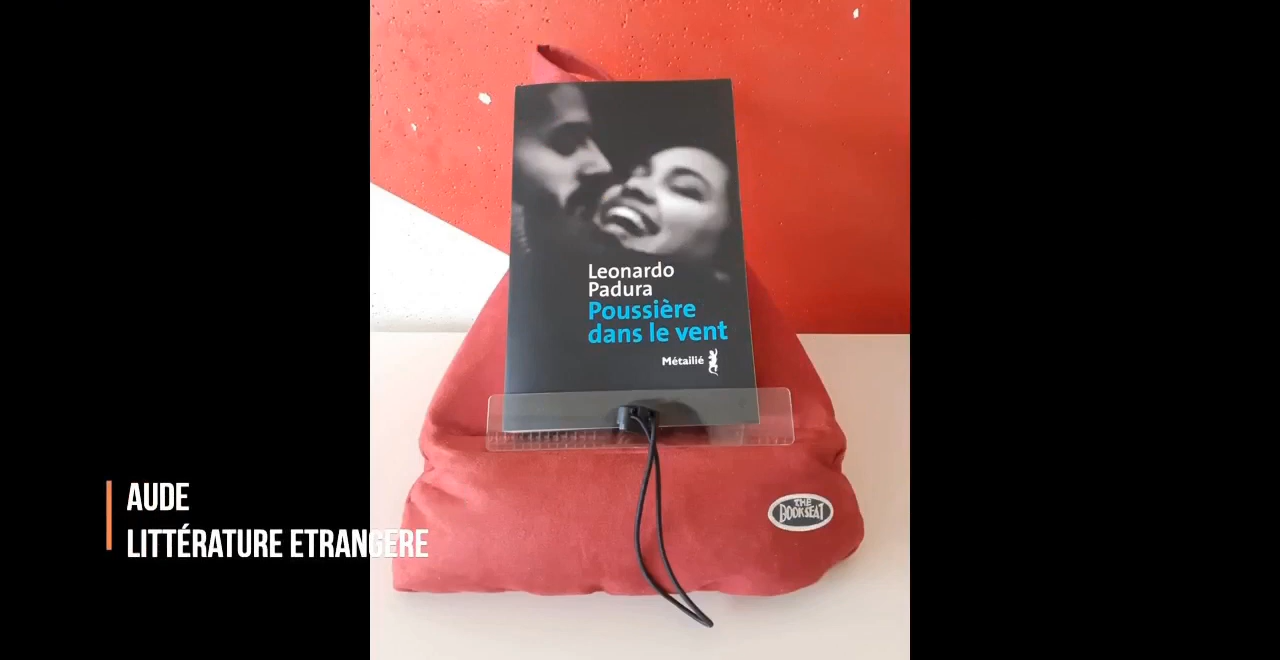 Leonardo
Padura
Poussière
dans le vent
Métailié
THE
BOOKSEAT
AUDE
LITTÉRATURE ETRANGERE